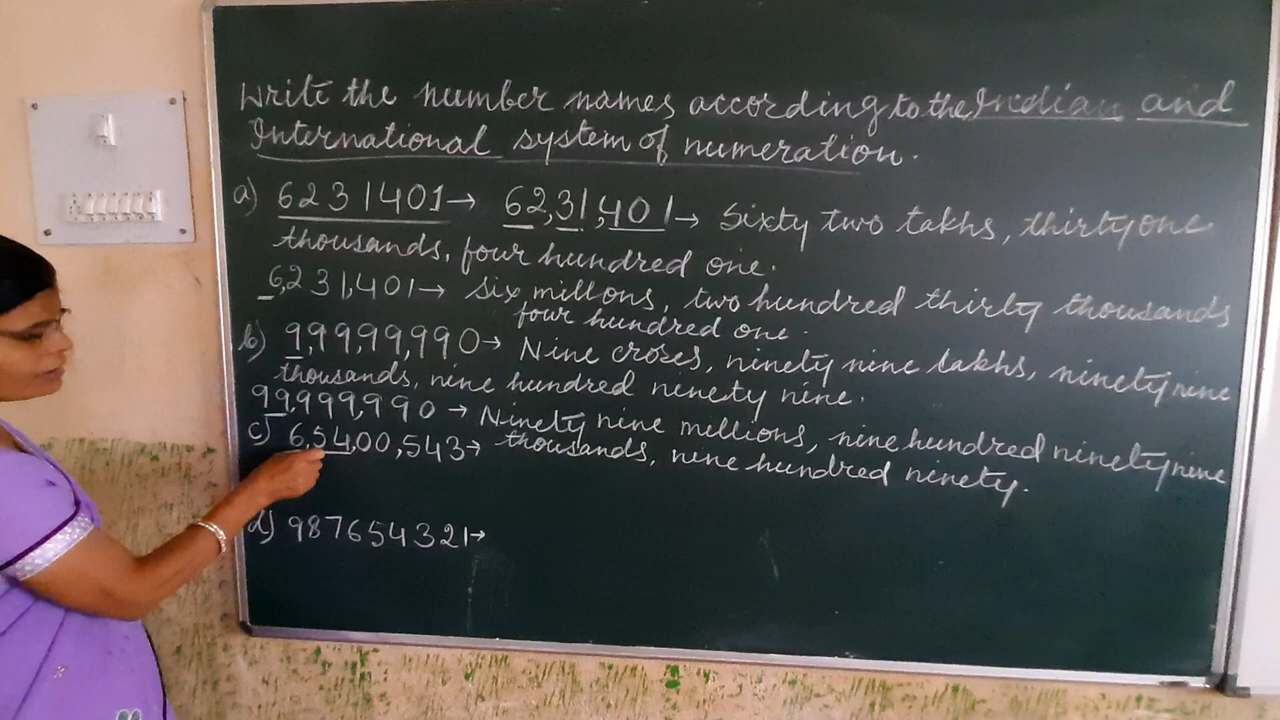 Write the number names according to the Indian and
International system of numeration.
a) 6231401→ 62,31,401→ Sixty two lakhs, thirty one
thousands, four hundred one.
6,231,401→ six millons, two hundred thirty thousands
four hundred one.
b) 9,99,99,990→ Nine crores, ninety nine lakhs, ninety nine
thousands, nine hundred ninety nine.
99,999,990→ Ninety nine millions, nine hundred ninety nine
thousands, nine hundred ninety.
c) 6,54,00,543→
d) 987654321→